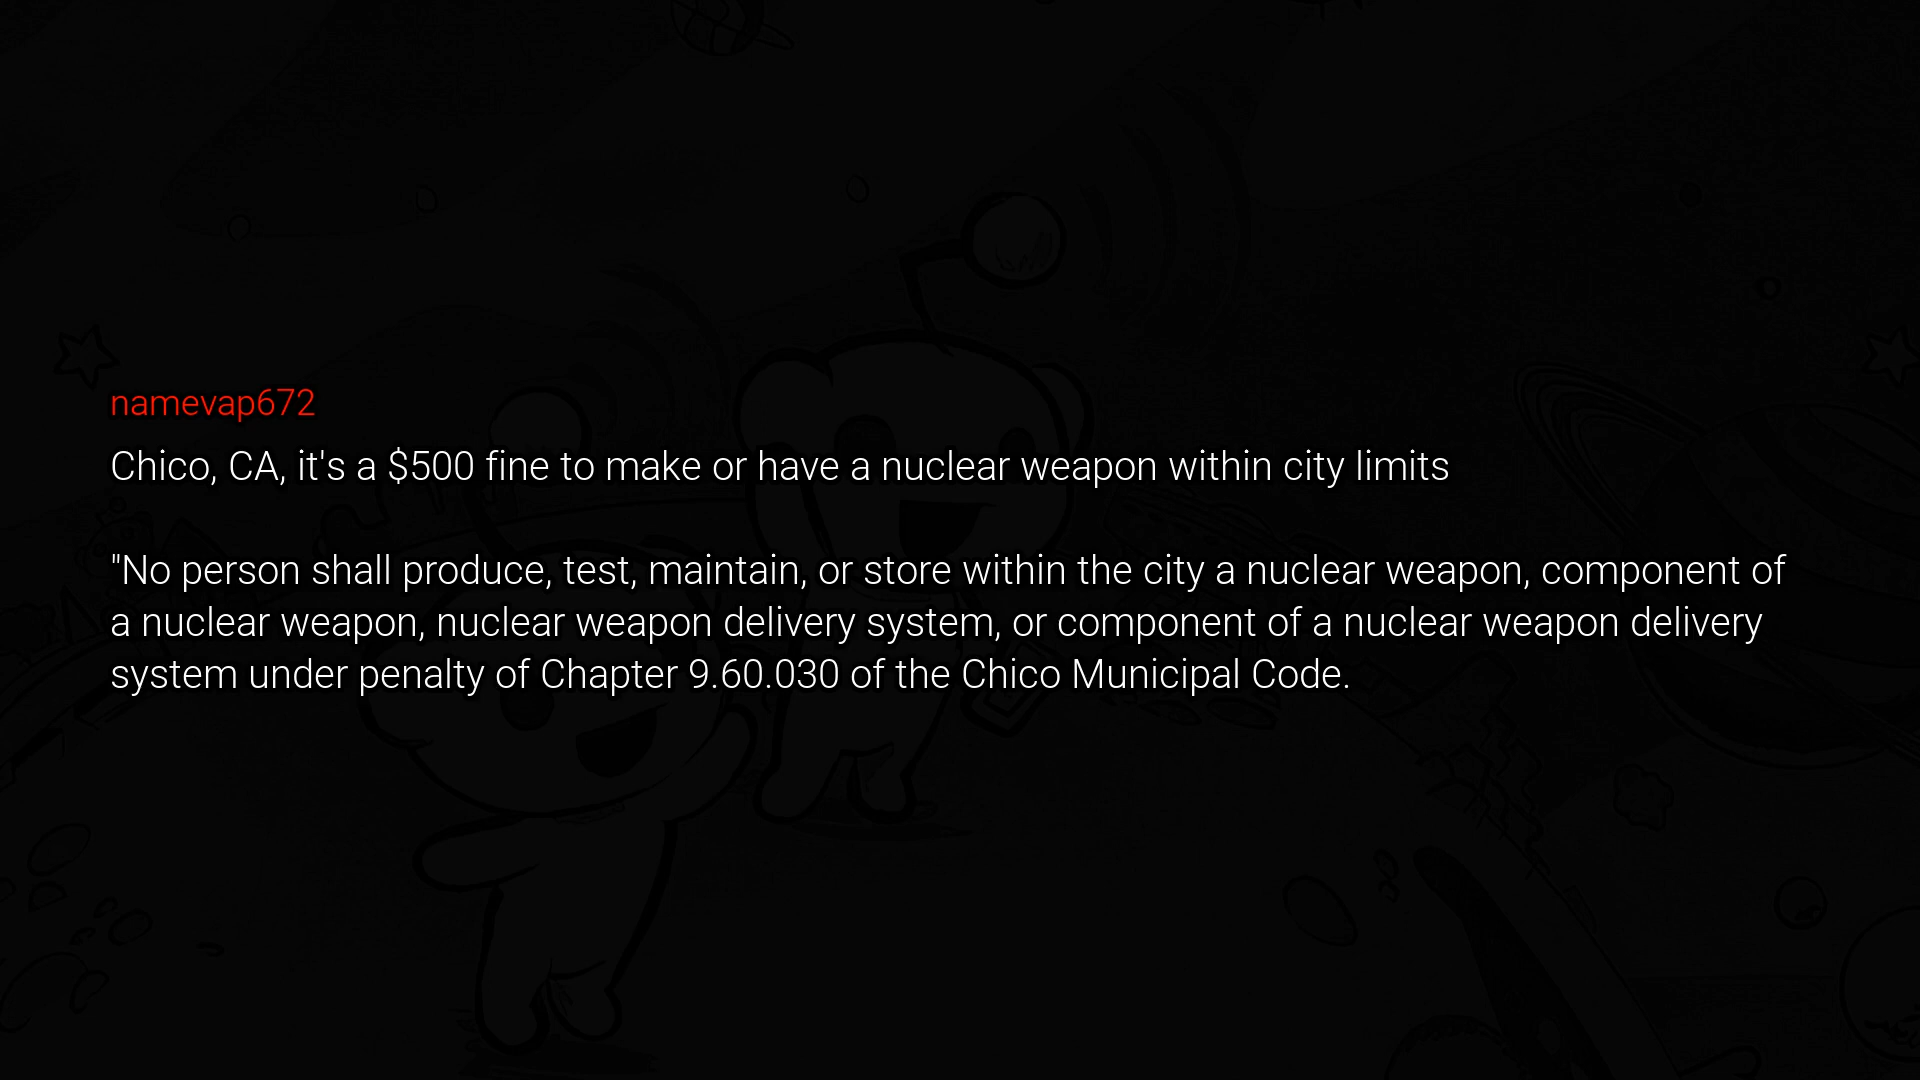 namevap672
Chico, CA, it's a $500 fine to make or have a nuclear weapon within city limits
"No person shall produce, test, maintain, or store within the city a nuclear weapon, component of
a nuclear weapon, nuclear weapon delivery system, or component of a nuclear weapon delivery
system under penalty of Chapter 9.60.030 of the Chico Municipal Code.